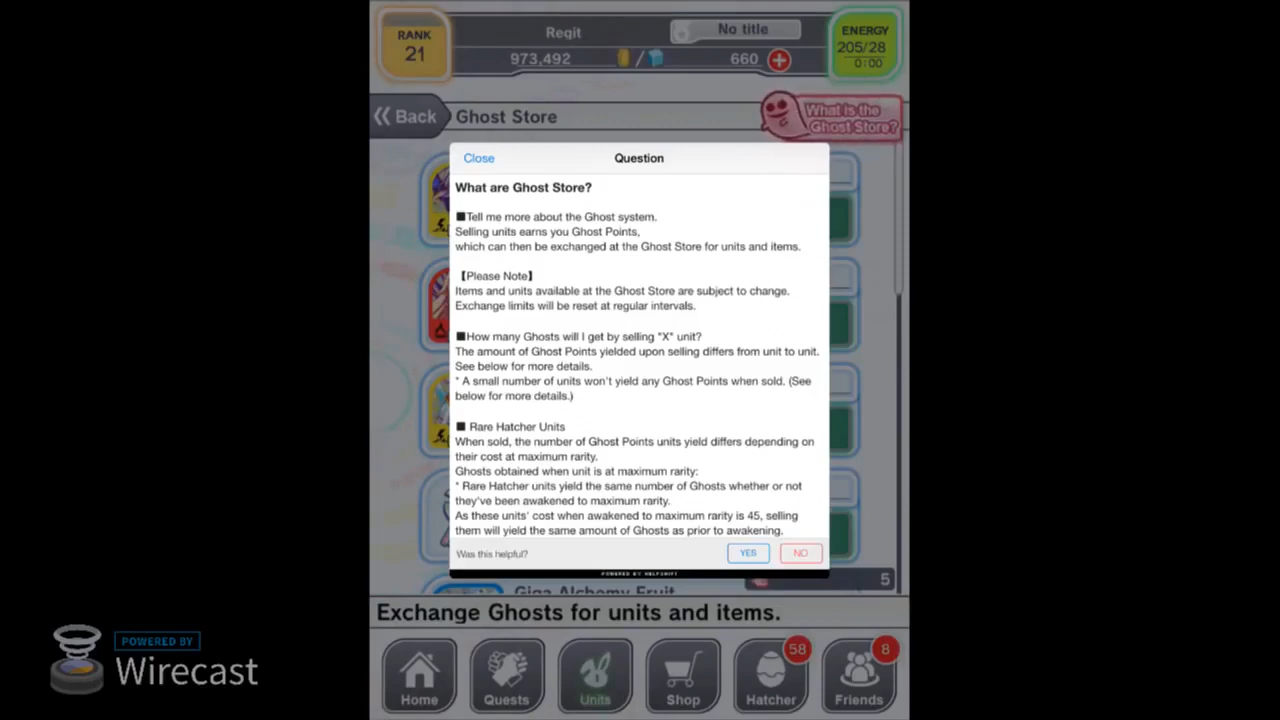 RANK
21
Regit
No title
ENERGY
205/28
0:00
973,492
/
660
Back
Ghost Store
What is the
Ghost Store?
Close
Question
What are Ghost Store?
■Tell me more about the Ghost system.
Selling units earns you Ghost Points,
which can then be exchanged at the Ghost Store for units and items.
【Please Note】
Items and units available at the Ghost Store are subject to change.
Exchange limits will be reset at regular intervals.
■How many Ghosts will I get by selling "X" unit?
The amount of Ghost Points yielded upon selling differs from unit to unit.
See below for more details.
* A small number of units won't yield any Ghost Points when sold. (See
below for more details.)
■ Rare Hatcher Units
When sold, the number of Ghost Points units yield differs depending on
their cost at maximum rarity.
Ghosts obtained when unit is at maximum rarity:
* Rare Hatcher units yield the same number of Ghosts whether or not
they've been awakened to maximum rarity.
As these units' cost when awakened to maximum rarity is 45, selling
them will yield the same amount of Ghosts as prior to awakening.
Was this helpful?
YES
NO
POWERED BY HELPSHIFT
5
Giga Alchemy Fruit
Exchange Ghosts for units and items.
Home
Quests
Units
Shop
58
Hatcher
8
Friends
POWERED BY
Wirecast